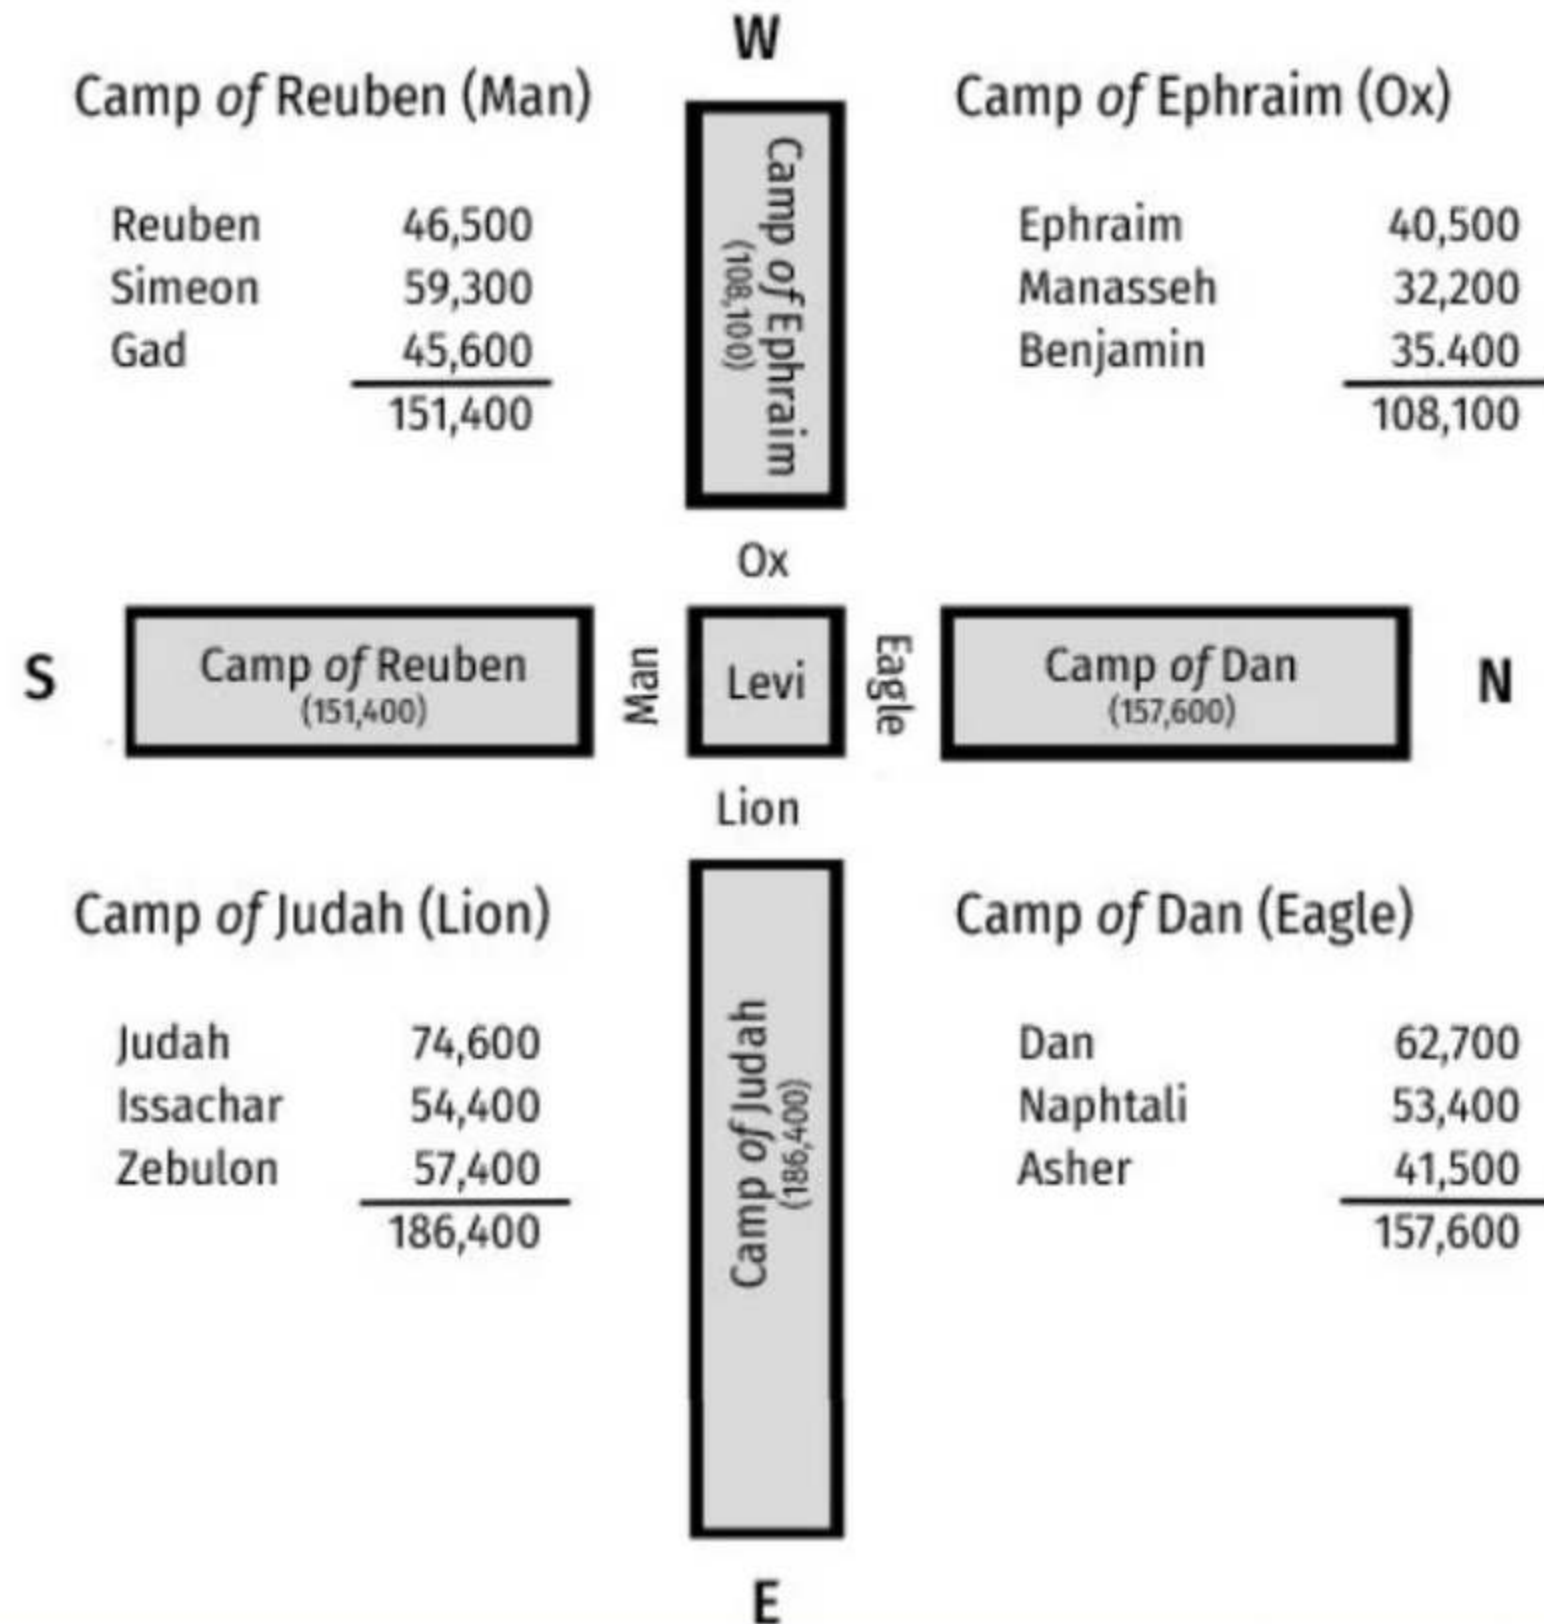 W
Camp of Reuben (Man)
Reuben 46,500
Simeon 59,300
Gad 45,600
151,400
Camp of Ephraim
(108,100)
Camp of Ephraim (Ox)
Ephraim 40,500
Manasseh 32,200
Benjamin 35.400
108,100
Ox
S
Camp of Reuben
(151,400)
Man
Levi
Eagle
Camp of Dan
(157,600)
N
Lion
Camp of Judah (Lion)
Judah 74,600
Issachar 54,400
Zebulon 57,400
186,400
Camp of Judah
(186,400)
Camp of Dan (Eagle)
Dan 62,700
Naphtali 53,400
Asher 41,500
157,600
E